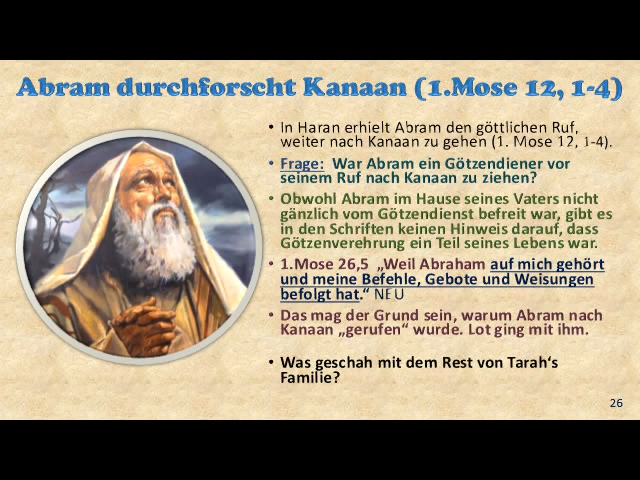 Abram durchforscht Kanaan (1.Mose 12, 1-4)
• In Haran erhielt Abram den göttlichen Ruf,
weiter nach Kanaan zu gehen (1. Mose 12, 1-4).
• Frage: War Abram ein Götzendiener vor
seinem Ruf nach Kanaan zu ziehen?
• Obwohl Abram im Hause seines Vaters nicht
gänzlich vom Götzendienst befreit war, gibt es
in den Schriften keinen Hinweis darauf, dass
Götzenverehrung ein Teil seines Lebens war.
• 1.Mose 26,5 „Weil Abraham auf mich gehört
und meine Befehle, Gebote und Weisungen
befolgt hat.“ NEÜ
• Das mag der Grund sein, warum Abram nach
Kanaan „gerufen“ wurde. Lot ging mit ihm.
• Was geschah mit dem Rest von Tarah‘s
Familie?
26